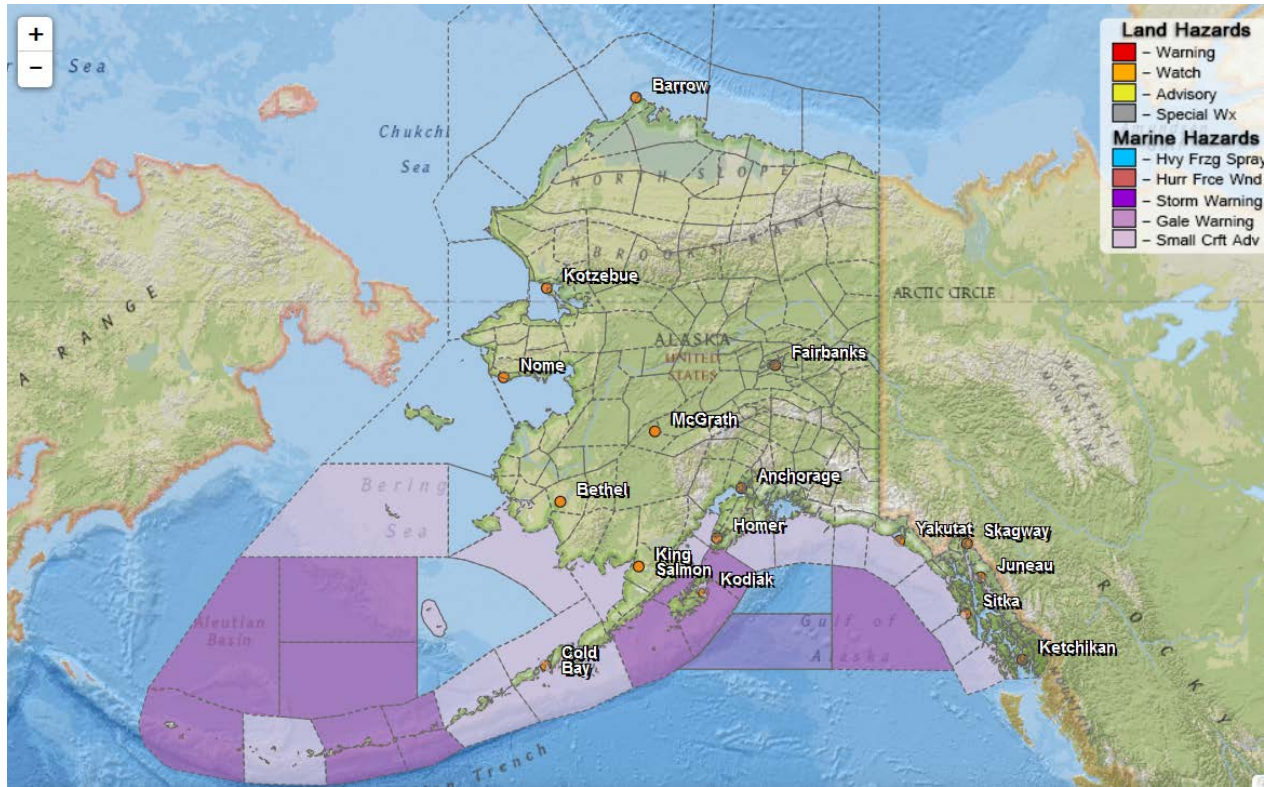 +
−
Sea
Barrow
Chukchi
Sea
NORTH SLOPE
BROOKS RANGE
Kotzebue
ARCTIC CIRCLE
RANGE
ALASKA
UNITED
STATES
Fairbanks
Nome
MACKENZIE
MOUNTAINS
McGrath
Anchorage
Bering
Sea
Bethel
Homer
Yakutat
Skagway
King
Salmon
Kodiak
Juneau
Sitka
Aleutian
Basin
Gulf of
Alaska
Cold
Bay
Ketchikan
ROCKY
Trench
Land Hazards
– Warning
– Watch
– Advisory
– Special Wx
Marine Hazards
– Hvy Frzg Spray
– Hurr Frce Wnd
– Storm Warning
– Gale Warning
– Small Crft Adv